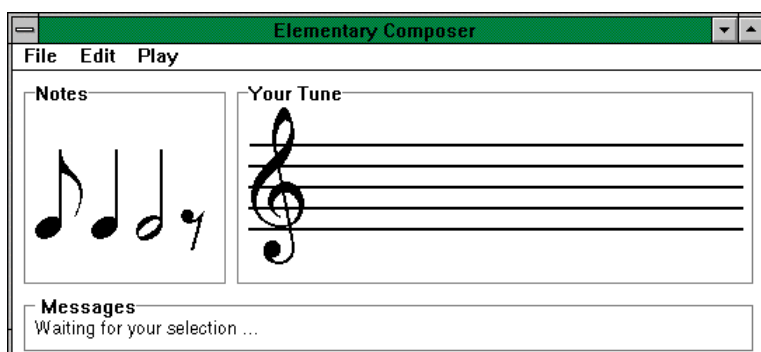 Elementary Composer
File Edit Play
Notes
Your Tune
Messages
Waiting for your selection ...